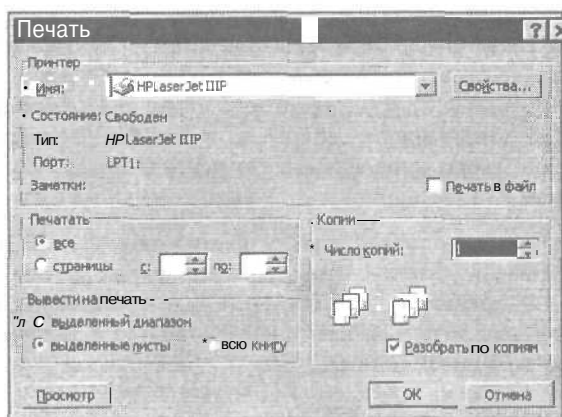 Печать
Принтер
Имя: HP LaserJet IIIP Свойства...
Состояние: Свободен
Тип: HP LaserJet IIIP
Порт: LPT1:
Заметки: Печать в файл
Печатать
все
страницы с: по:
Копии
Число копий:
Вывести на печать
выделенный диапазон
выделенные листы всю книгу
Разобрать по копиям
Просмотр OK Отмена